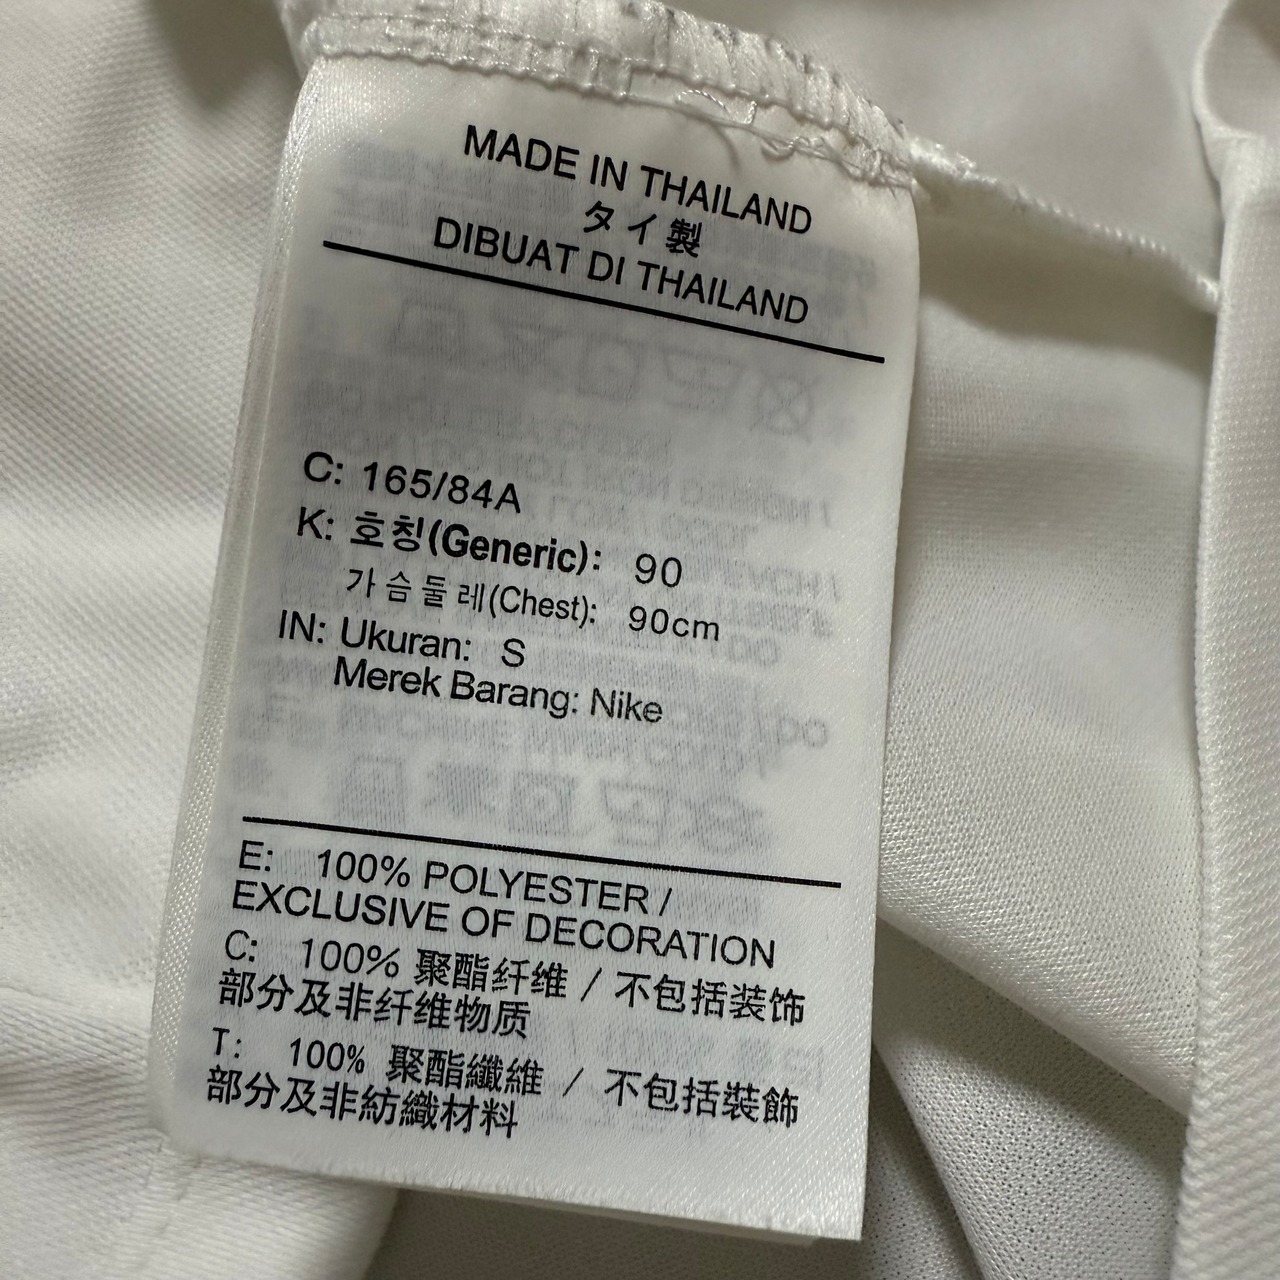 MADE IN THAILAND
タイ製
DIBUAT DI THAILAND
C: 165/84A
K: 호칭(Generic): 90
가슴둘레(Chest): 90cm
IN: Ukuran: S
Merek Barang: Nike
E: 100% POLYESTER /
EXCLUSIVE OF DECORATION
C: 100% 聚酯纤维 / 不包括装饰
部分及非纤维物质
T: 100% 聚酯纖維 / 不包括裝飾
部分及非紡織材料